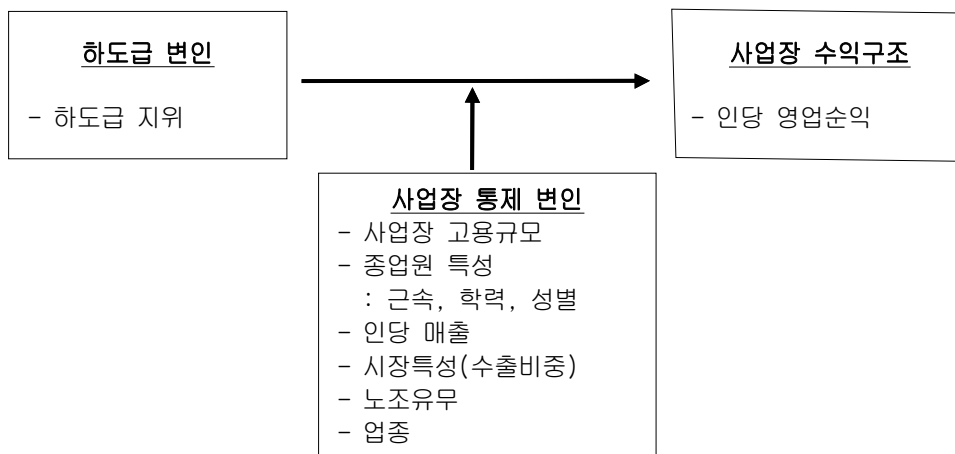 하도급 변인
- 하도급 지위
사업장 수익구조
- 인당 영업순익
사업장 통제 변인
- 사업장 고용규모
- 종업원 특성
: 근속, 학력, 성별
- 인당 매출
- 시장특성(수출비중)
- 노조유무
- 업종